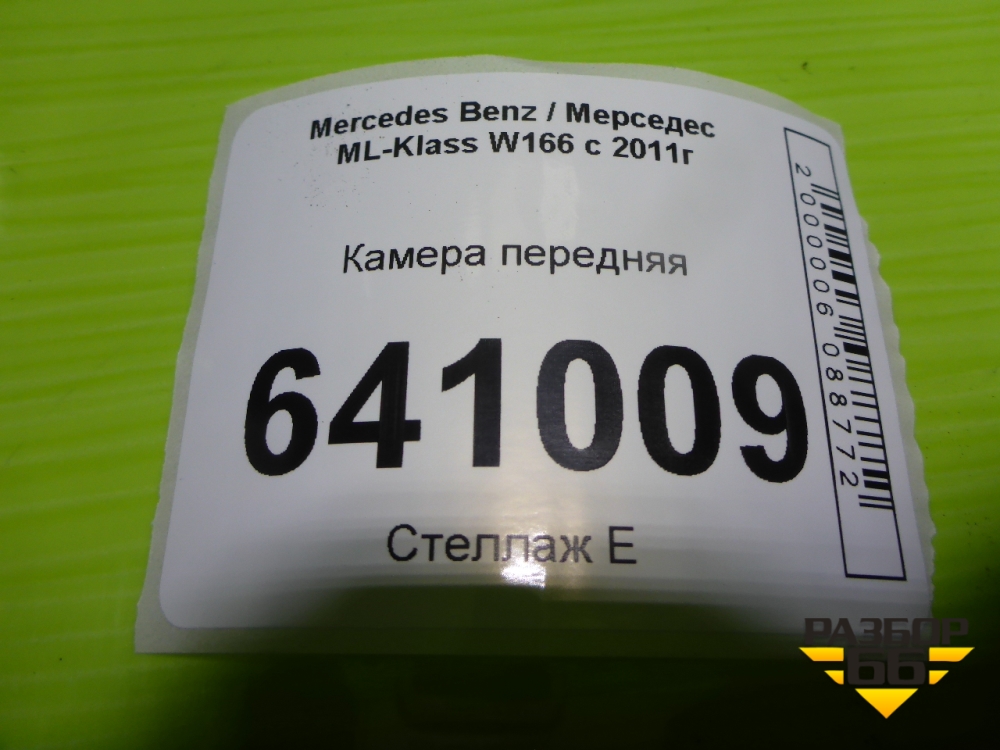 Mercedes Benz / Мерседес
ML-Klass W166 с 2011г
Камера передняя
641009
Стеллаж Е
2000006088772
РАЗБОР
66